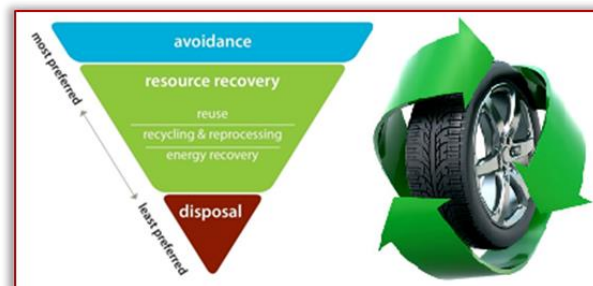 most preferred
avoidance
resource recovery
reuse
recycling & reprocessing
energy recovery
disposal
least preferred